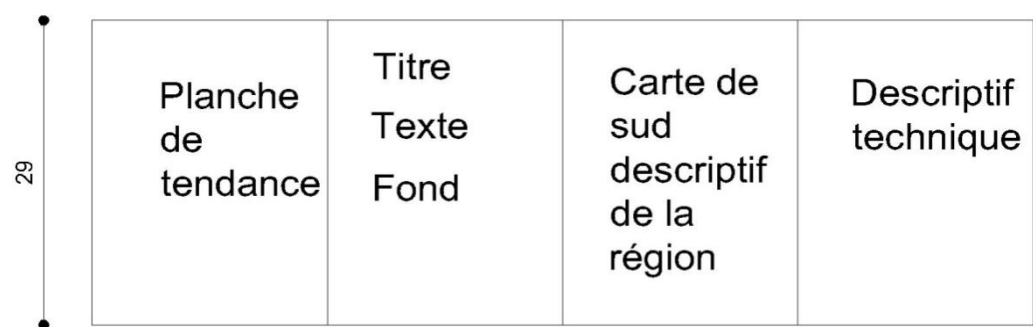 29
Planche
de
tendance
Titre
Texte
Fond
Carte de
sud
descriptif
de la
région
Descriptif
technique